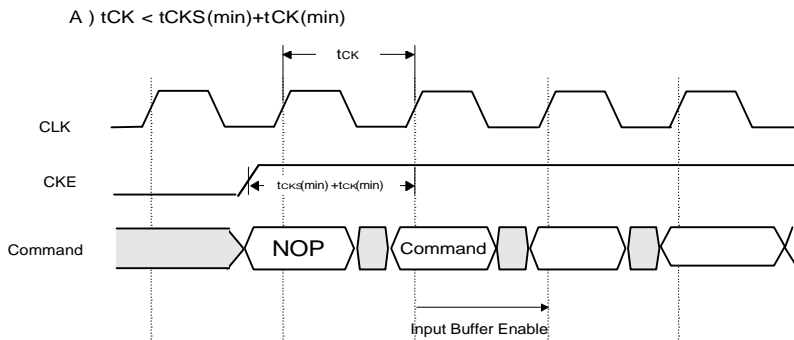 A ) tCK < tCKS(min)+tCK(min)
tCK
CLK
CKE
tCKS(min) +tCK(min)
Command
NOP
Command
Input Buffer Enable